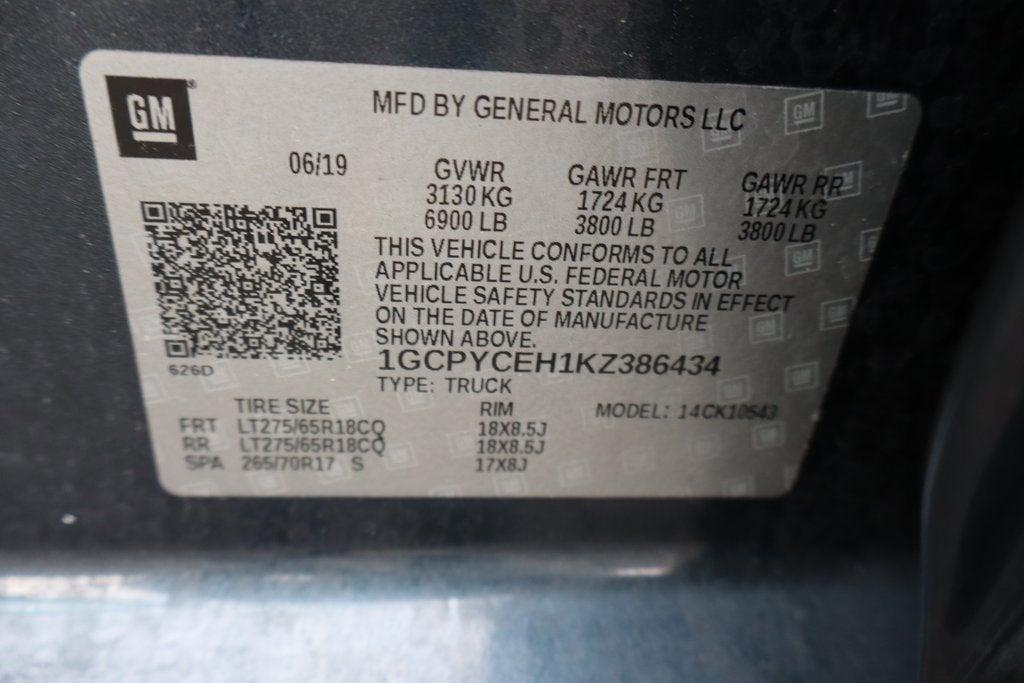 GM
MFD BY GENERAL MOTORS LLC
06/19
GVWR GAWR FRT GAWR RR
3130 KG 1724 KG 1724 KG
6900 LB 3800 LB 3800 LB
THIS VEHICLE CONFORMS TO ALL
APPLICABLE U.S. FEDERAL MOTOR
VEHICLE SAFETY STANDARDS IN EFFECT
ON THE DATE OF MANUFACTURE
SHOWN ABOVE.
1GCPYCEH1KZ386434
626D
TYPE: TRUCK
TIRE SIZE RIM MODEL: 14CK10543
FRT LT275/65R18CQ 18X8.5J
RR LT275/65R18CQ 18X8.5J
SPA 265/70R17 S 17X8J